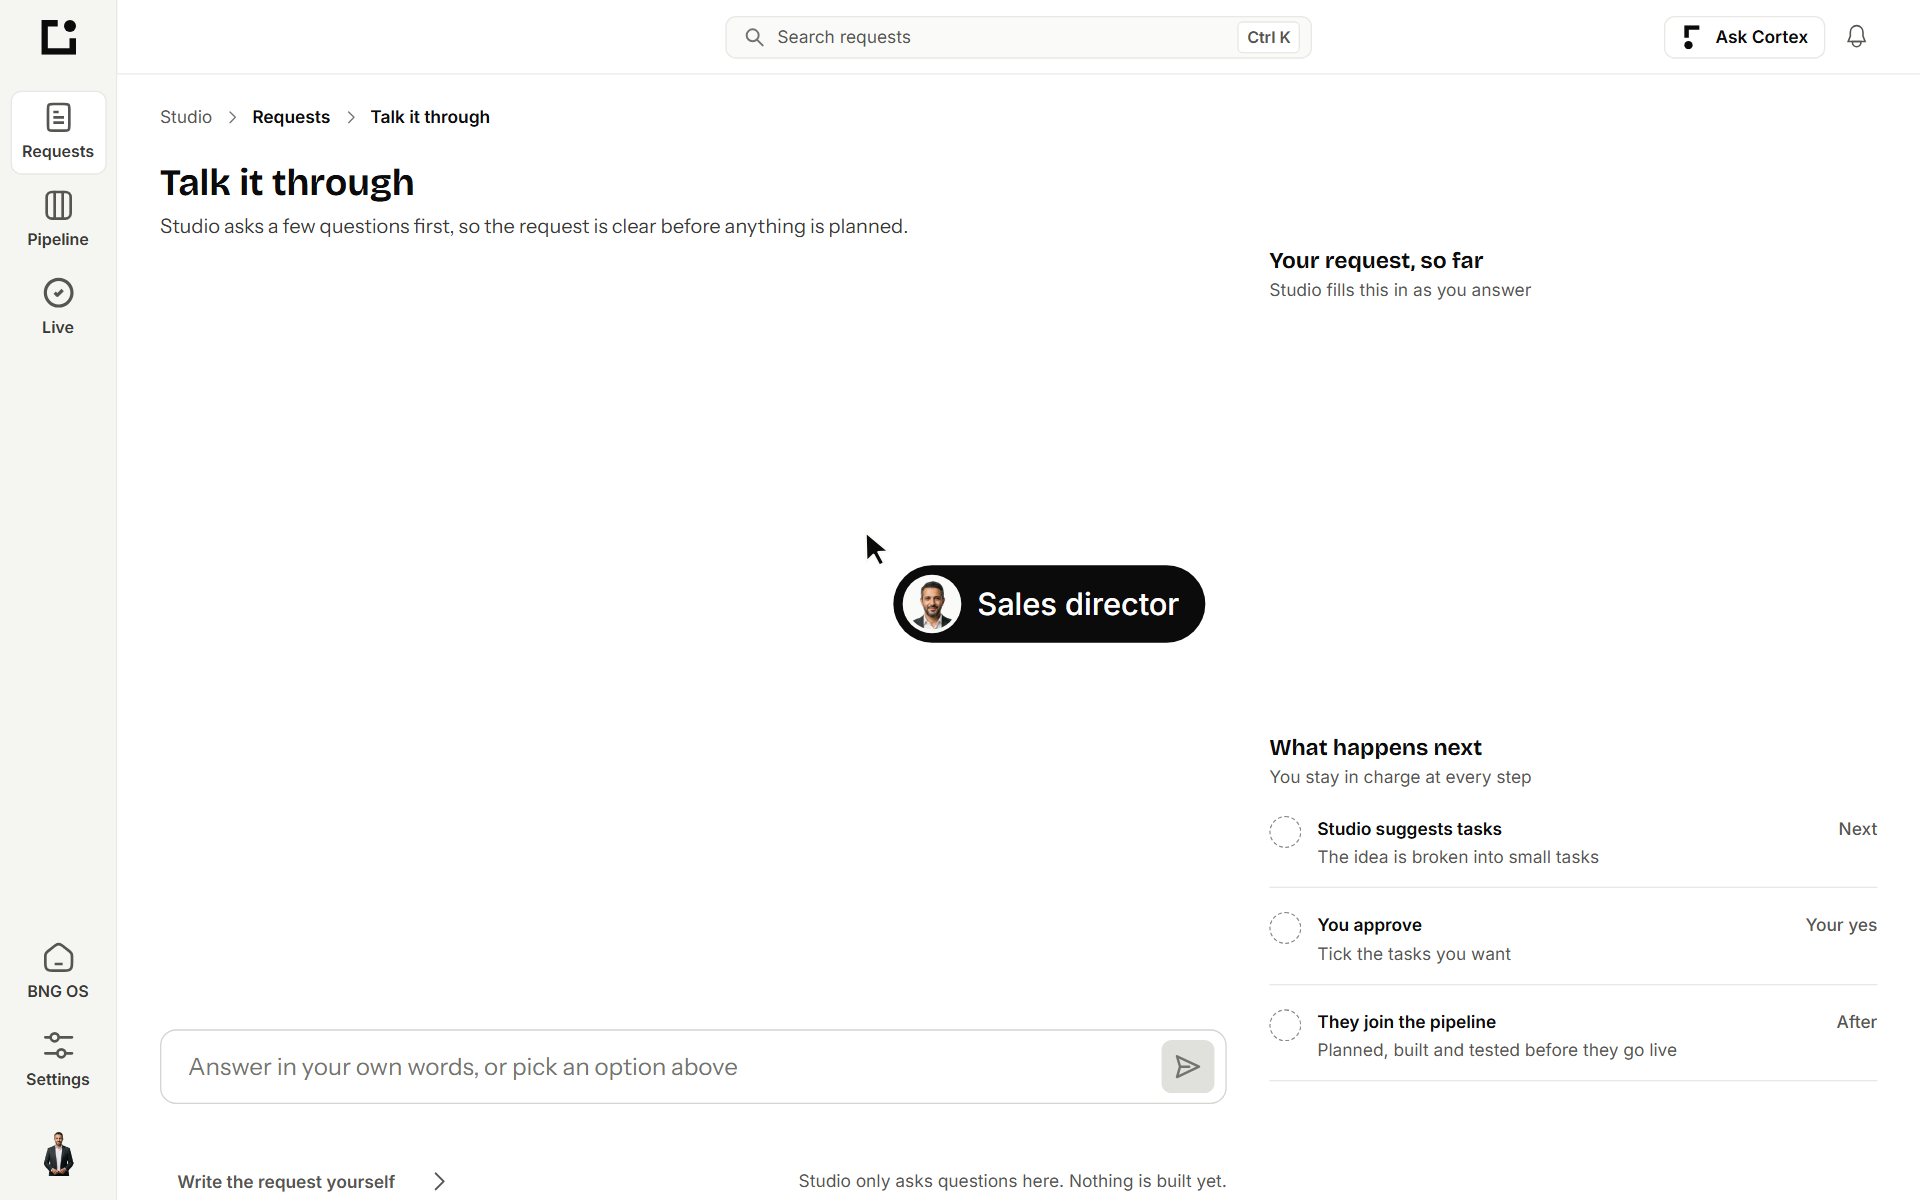 Search requests
Ctrl K
Ask Cortex
Requests
Pipeline
Live
BNG OS
Settings
Studio > Requests > Talk it through
Talk it through
Studio asks a few questions first, so the request is clear before anything is planned.
Sales director
Answer in your own words, or pick an option above
Write the request yourself
Studio only asks questions here. Nothing is built yet.
Your request, so far
Studio fills this in as you answer
What happens next
You stay in charge at every step
Studio suggests tasks
Next
The idea is broken into small tasks
You approve
Your yes
Tick the tasks you want
They join the pipeline
After
Planned, built and tested before they go live